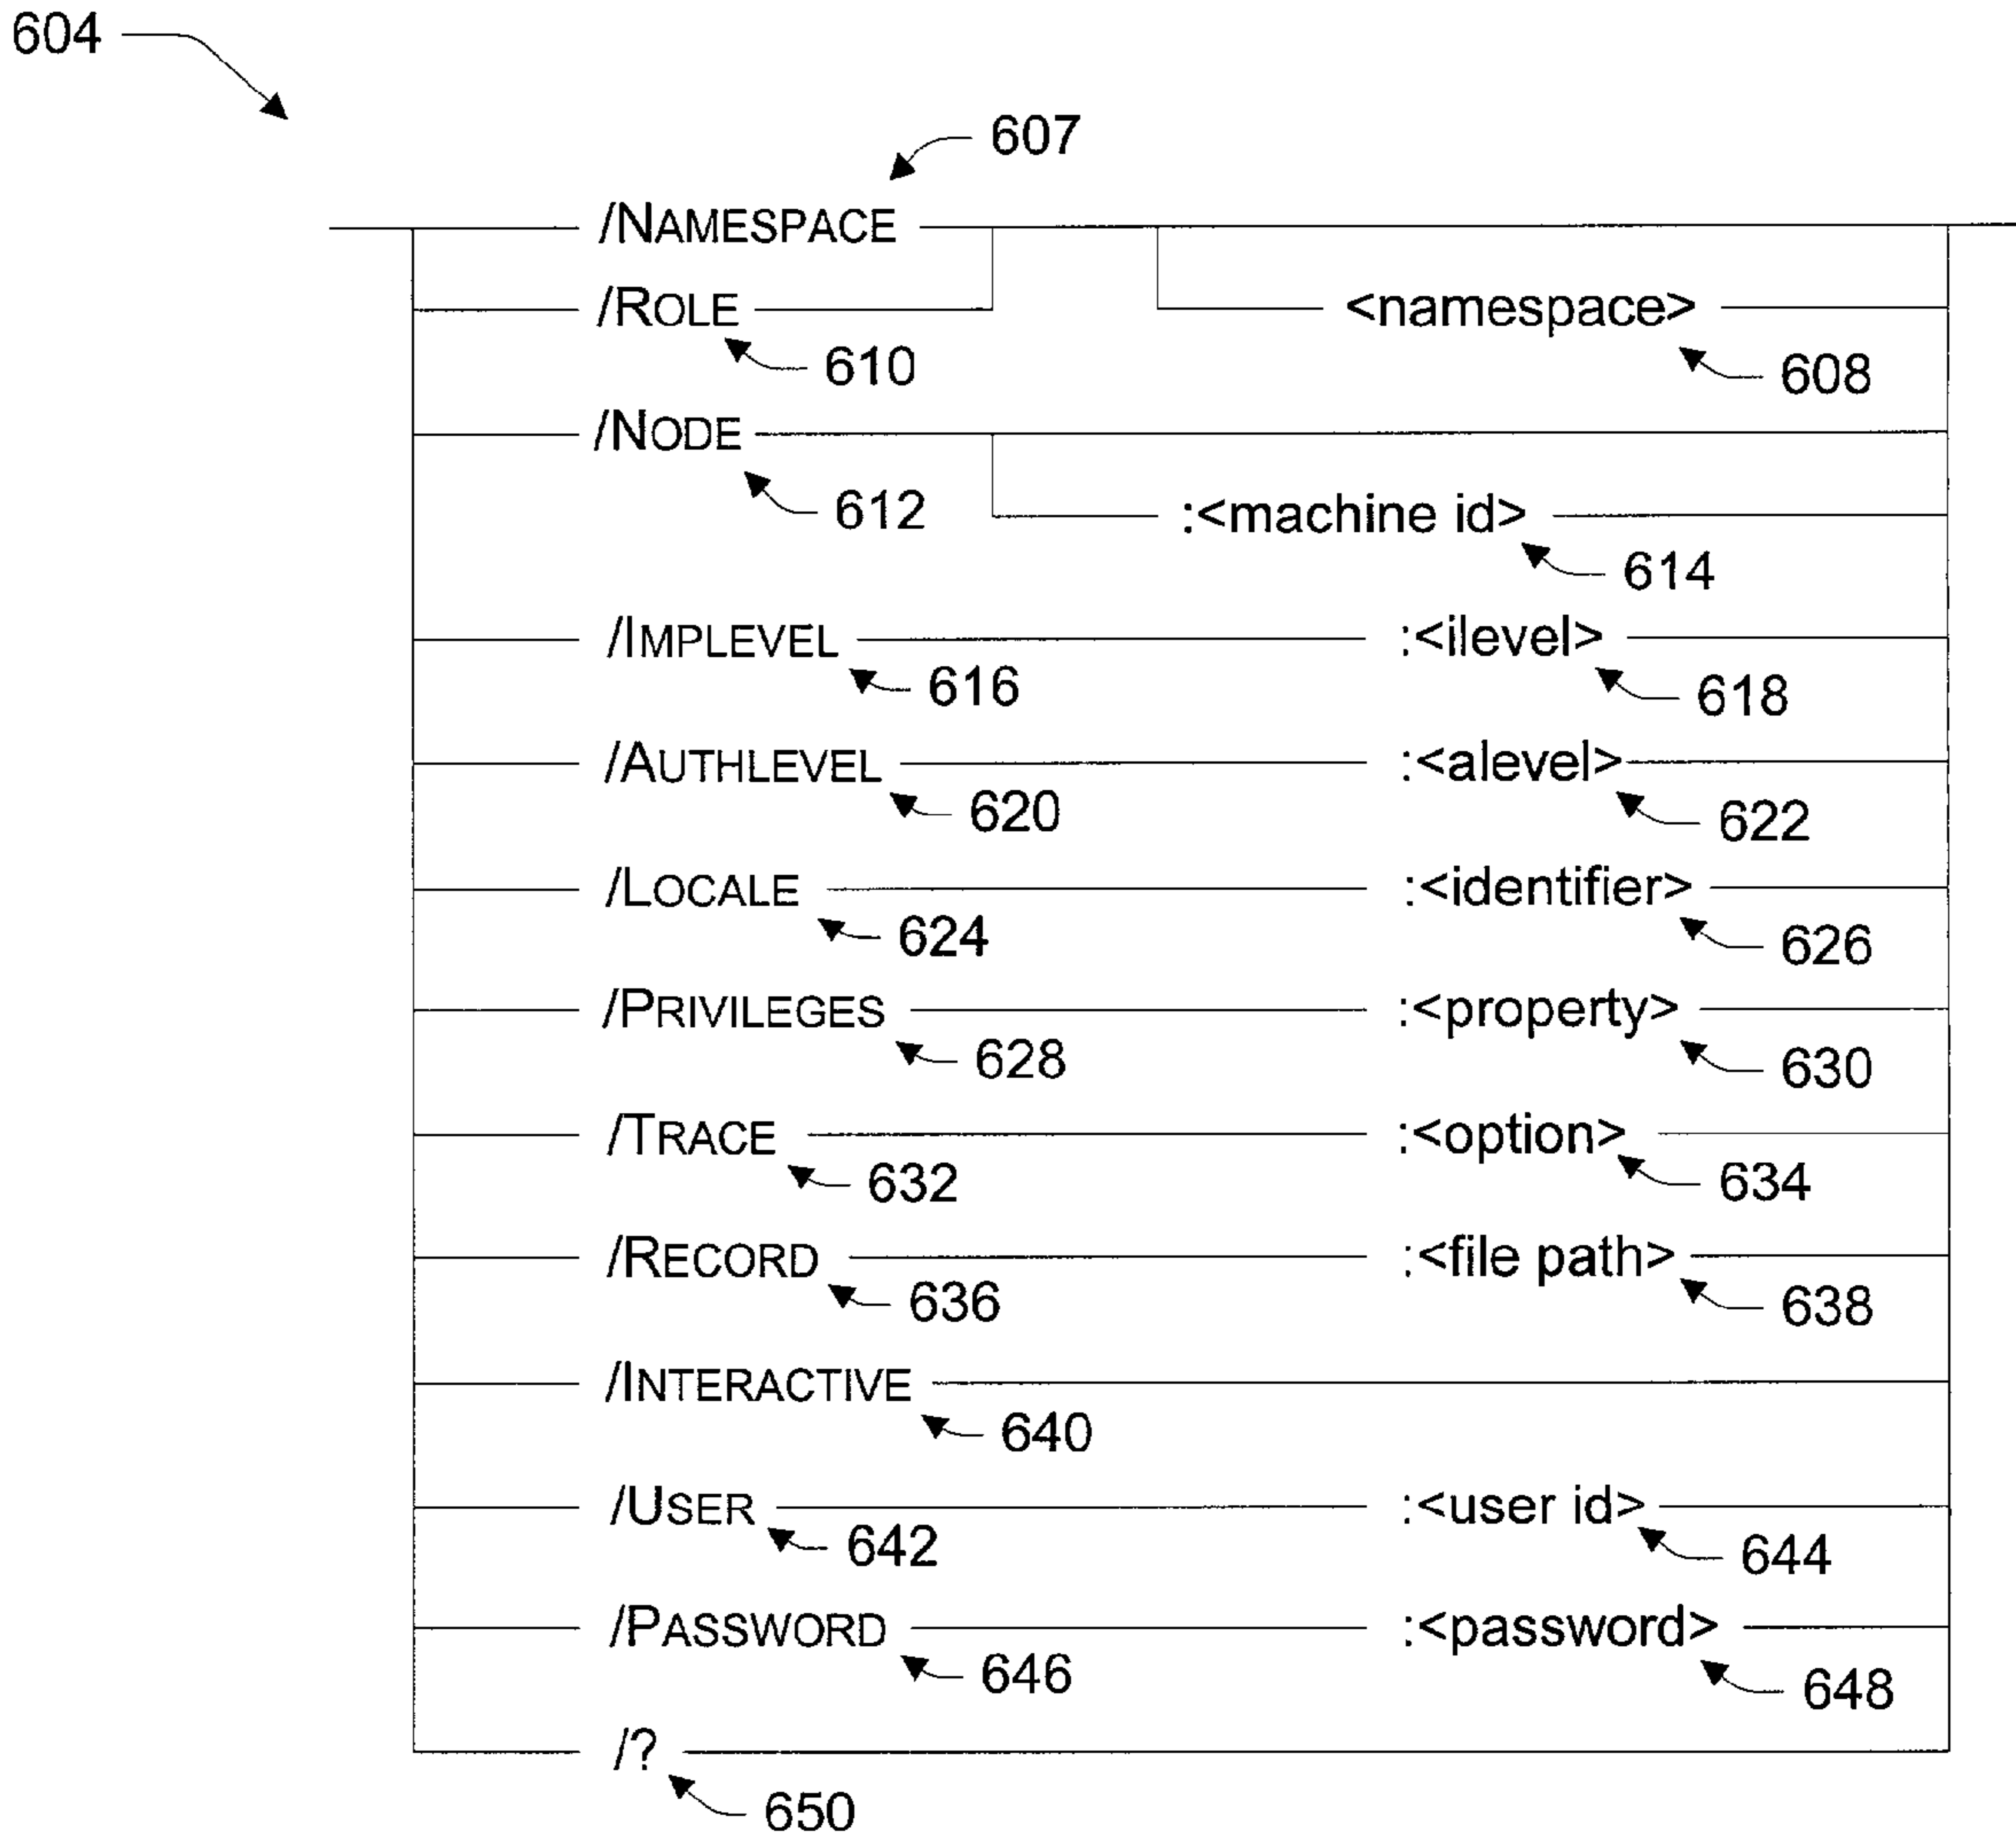 604
607
/NAMESPACE
/ROLE <namespace>
610 608
/NODE
612 :<machine id>
614
/IMPLEVEL :<ilevel>
616 618
/AUTHLEVEL :<alevel>
620 622
/LOCALE :<identifier>
624 626
/PRIVILEGES :<property>
628 630
/TRACE :<option>
632 634
/RECORD :<file path>
636 638
/INTERACTIVE
640
/USER :<user id>
642 644
/PASSWORD :<password>
646 648
/?
650